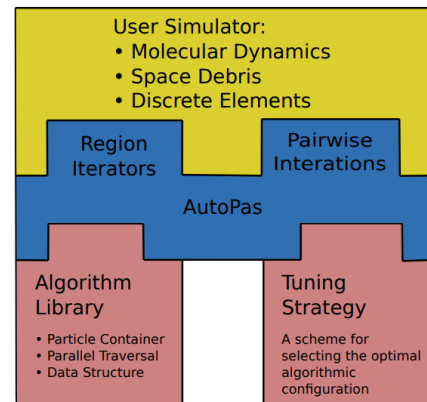 User Simulator:
• Molecular Dynamics
• Space Debris
• Discrete Elements
Region
Iterators
Pairwise
Interations
AutoPas
Algorithm
Library
• Particle Container
• Parallel Traversal
• Data Structure
Tuning
Strategy
A scheme for
selecting the optimal
algorithmic
configuration